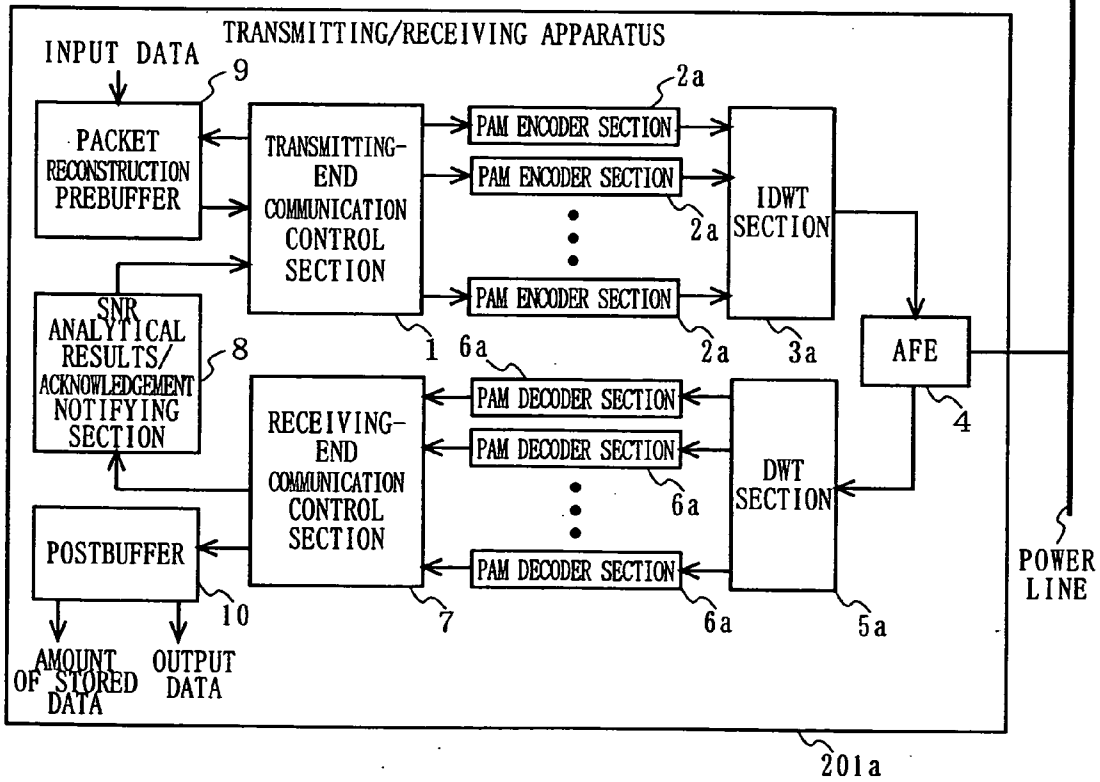 TRANSMITTING/RECEIVING APPARATUS
INPUT DATA
9
PACKET
RECONSTRUCTION
PREBUFFER
TRANSMITTING-
END
COMMUNICATION
CONTROL
SECTION
1
2a
PAM ENCODER SECTION
PAM ENCODER SECTION
2a
PAM ENCODER SECTION
2a
IDWT
SECTION
3a
SNR
ANALYTICAL
RESULTS/
ACKNOWLEDGEMENT
NOTIFYING
SECTION
8
AFE
4
RECEIVING-
END
COMMUNICATION
CONTROL
SECTION
7
6a
PAM DECODER SECTION
PAM DECODER SECTION
6a
PAM DECODER SECTION
6a
DWT
SECTION
5a
POSTBUFFER
10
AMOUNT
OF STORED
DATA
OUTPUT
DATA
POWER
LINE
201a